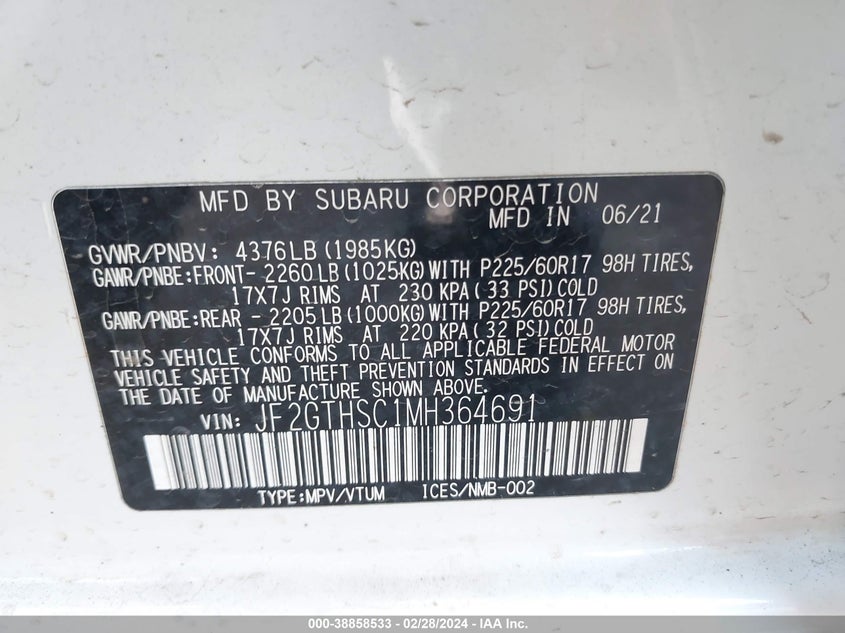 MFD BY SUBARU CORPORATION
MFD IN 06/21
GVWR/PNBV: 4376LB (1985KG)
GAWR/PNBE:FRONT- 2260 LB (1025KG) WITH P225/60R17 98H TIRES,
17X7J RIMS AT 230 KPA( 33 PSI) COLD
GAWR/PNBE:REAR - 2205 LB (1000KG) WITH P225/60R17 98H TIRES,
17X7J RIMS AT 220 KPA( 32 PSI) COLD
THIS VEHICLE CONFORMS TO ALL APPLICABLE FEDERAL MOTOR
VEHICLE SAFETY AND THEFT PREVENTION STANDARDS IN EFFECT ON
THE DATE OF MANUFACTURE SHOWN ABOVE.
VIN: JF2GTHSC1MH364691
TYPE:MPV/VTUM ICES/NMB-002
000-38858533 - 02/28/2024 - IAA Inc.